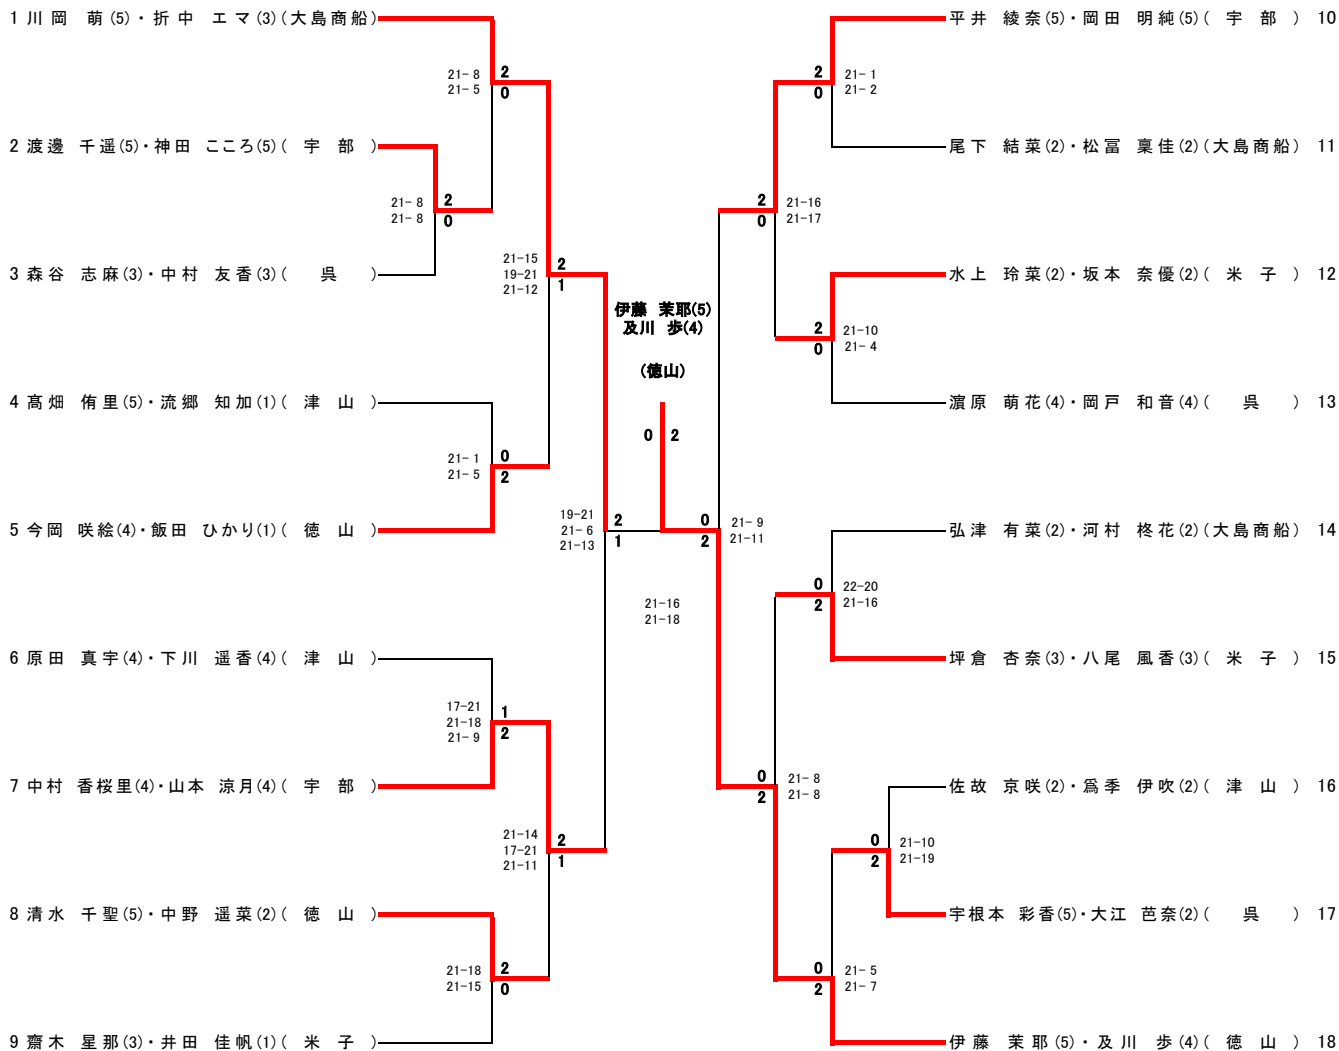 1 川岡 萌(5)・折中 エマ(3)(大島商船)
21- 8 2
21- 5 0
2 渡邊 千遥(5)・神田 こころ(5)( 宇 部 )
21- 8 2
21- 8 0
3 森谷 志麻(3)・中村 友香(3)( 呉 )
21-15
19-21 2
21-12 1
4 髙畑 侑里(5)・流郷 知加(1)( 津 山 )
21- 1 0
21- 5 2
5 今岡 咲絵(4)・飯田 ひかり(1)( 徳 山 )
19-21 2
21- 6
21-13 1
6 原田 真宇(4)・下川 遥香(4)( 津 山 )
17-21 1
21-18
21- 9 2
7 中村 香桜里(4)・山本 涼月(4)( 宇 部 )
21-14 2
17-21
21-11 1
8 清水 千聖(5)・中野 遥菜(2)( 徳 山 )
21-18 2
21-15 0
9 齋木 星那(3)・井田 佳帆(1)( 米 子 )
伊藤 茉耶(5)
及川 歩(4)
(徳山)
0 2
21-16
21-18
平井 綾奈(5)・岡田 明純(5)( 宇 部 ) 10
2 21- 1
0 21- 2
尾下 結菜(2)・松冨 稟佳(2)(大島商船) 11
2 21-16
0 21-17
水上 玲菜(2)・坂本 奈優(2)( 米 子 ) 12
2 21-10
0 21- 4
濵原 萌花(4)・岡戸 和音(4)( 呉 ) 13
0 21- 9
2 21-11
弘津 有菜(2)・河村 柊花(2)(大島商船) 14
0 22-20
2 21-16
坪倉 杏奈(3)・八尾 風香(3)( 米 子 ) 15
0 21- 8
2 21- 8
佐故 京咲(2)・爲季 伊吹(2)( 津 山 ) 16
0 21-10
2 21-19
宇根本 彩香(5)・大江 芭奈(2)( 呉 ) 17
0 21- 5
2 21- 7
伊藤 茉耶(5)・及川 歩(4)( 徳 山 ) 18